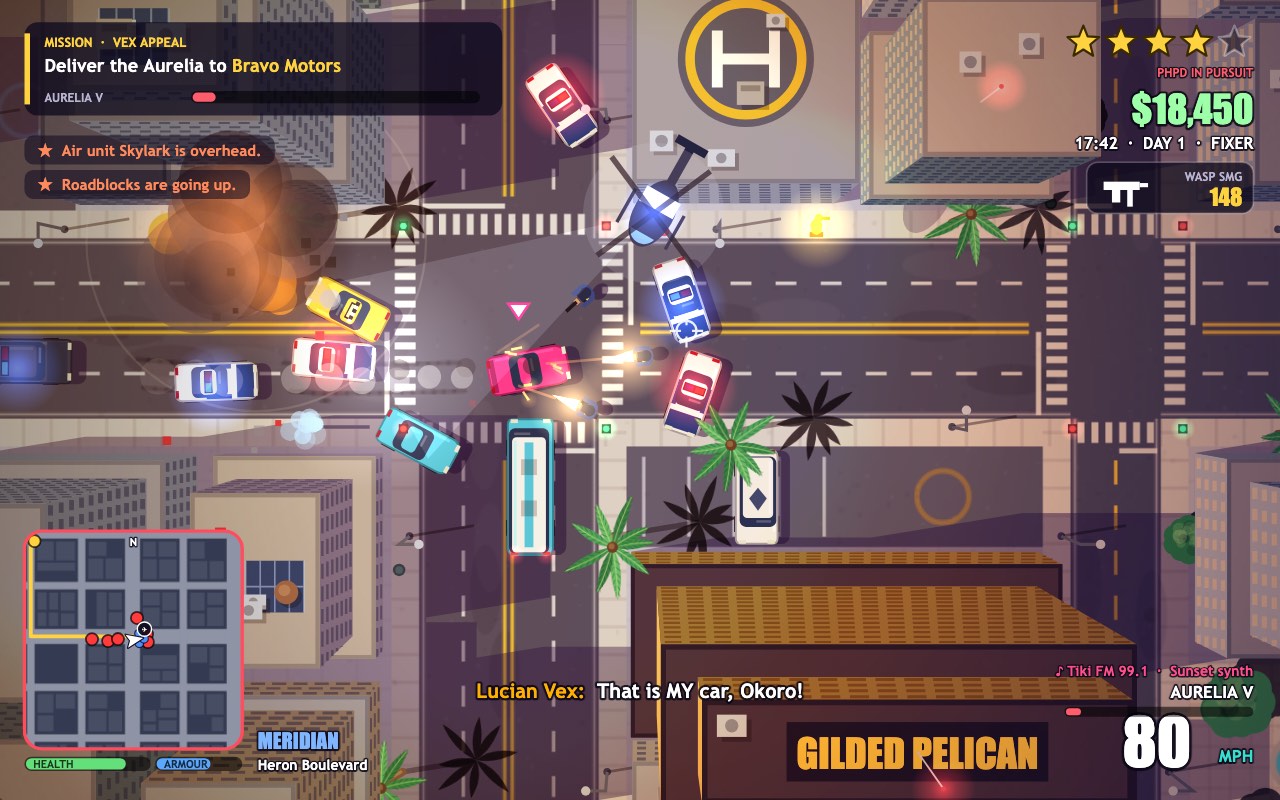 MISSION · VEX APPEAL
Deliver the Aurelia to Bravo Motors
AURELIA V
★ Air unit Skylark is overhead.
★ Roadblocks are going up.
H
PHPD IN PURSUIT
$18,450
17:42 · DAY 1 · FIXER
WASP SMG
148
N
MERIDIAN
Heron Boulevard
HEALTH
ARMOUR
Lucian Vex: That is MY car, Okoro!
GILDED PELICAN
♪ Tiki FM 99.1 · Sunset synth
AURELIA V
80 MPH